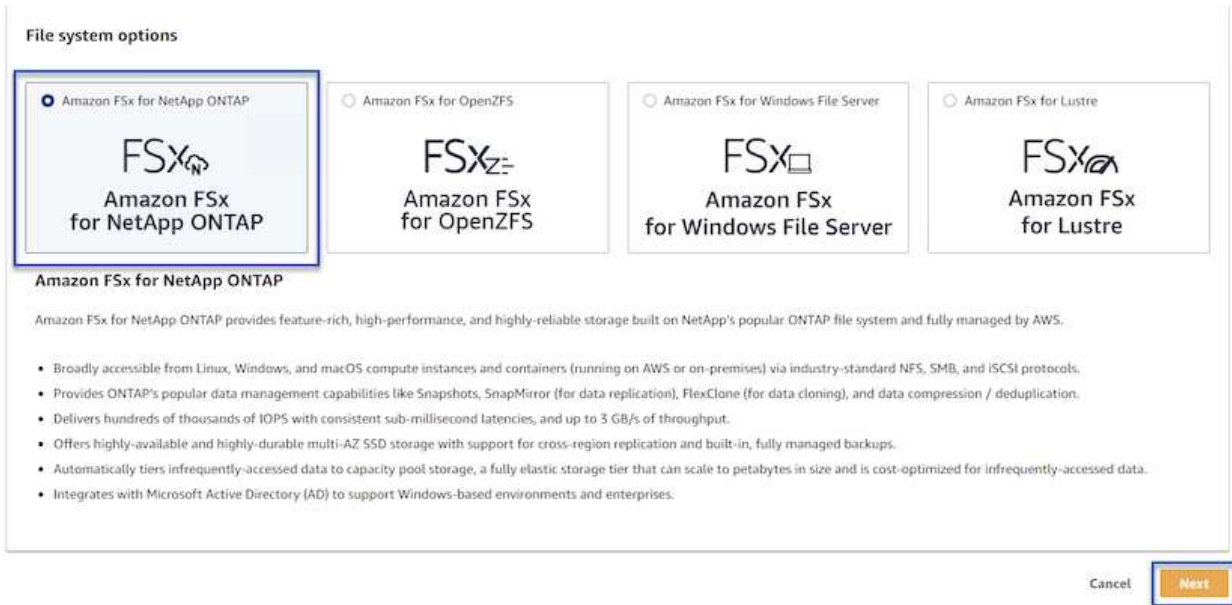 File system options
Amazon FSx for NetApp ONTAP
Amazon FSx for OpenZFS
Amazon FSx for Windows File Server
Amazon FSx for Lustre
FSx N
Amazon FSx
for NetApp ONTAP
FSx Z
Amazon FSx
for OpenZFS
FSx
Amazon FSx
for Windows File Server
FSx
Amazon FSx
for Lustre
Amazon FSx for NetApp ONTAP
Amazon FSx for NetApp ONTAP provides feature-rich, high-performance, and highly-reliable storage built on NetApp's popular ONTAP file system and fully managed by AWS.
• Broadly accessible from Linux, Windows, and macOS compute instances and containers (running on AWS or on-premises) via industry-standard NFS, SMB, and iSCSI protocols.
• Provides ONTAP's popular data management capabilities like Snapshots, SnapMirror (for data replication), FlexClone (for data cloning), and data compression / deduplication.
• Delivers hundreds of thousands of IOPS with consistent sub-millisecond latencies, and up to 3 GB/s of throughput.
• Offers highly-available and highly-durable multi-AZ SSD storage with support for cross-region replication and built-in, fully managed backups.
• Automatically tiers infrequently-accessed data to capacity pool storage, a fully elastic storage tier that can scale to petabytes in size and is cost-optimized for infrequently-accessed data.
• Integrates with Microsoft Active Directory (AD) to support Windows-based environments and enterprises.
Cancel
Next